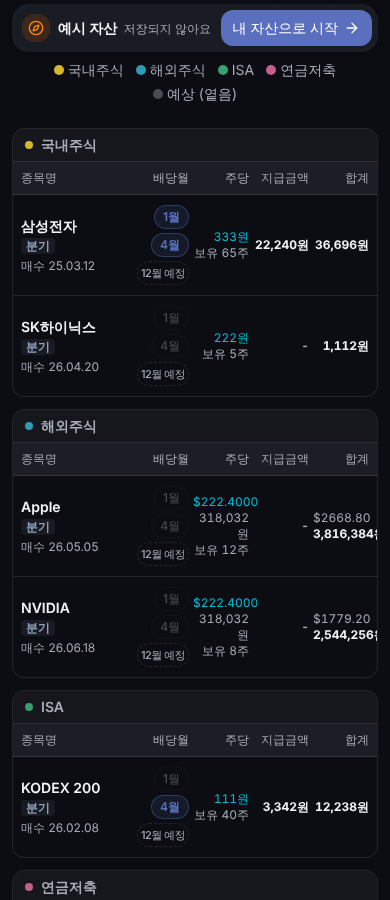 예시 자산 저장되지 않아요 내 자산으로 시작 →
국내주식 해외주식 ISA 연금저축
예상 (옅음)
국내주식
종목명 배당월 주당 지급금액 합계
삼성전자
분기
매수 25.03.12
1월
4월
12월 예정
333원
보유 65주
22,240원 36,696원
SK하이닉스
분기
매수 26.04.20
1월
4월
12월 예정
222원
보유 5주
- 1,112원
해외주식
종목명 배당월 주당 지급금액 합계
Apple
분기
매수 26.05.05
1월
4월
12월 예정
$222.4000
318,032
원
보유 12주
-
$2668.80
3,816,384
NVIDIA
분기
매수 26.06.18
1월
4월
12월 예정
$222.4000
318,032
원
보유 8주
-
$1779.20
2,544,256
ISA
종목명 배당월 주당 지급금액 합계
KODEX 200
분기
매수 26.02.08
1월
4월
12월 예정
111원
보유 40주
3,342원 12,238원
연금저축